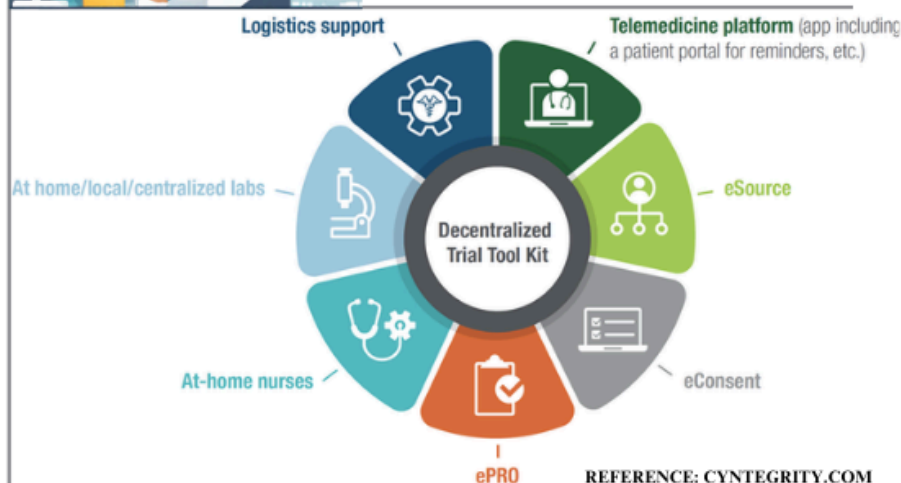 Logistics support
Telemedicine platform (app including
a patient portal for reminders, etc.)
At home/local/centralized labs
eSource
Decentralized
Trial Tool Kit
At-home nurses
eConsent
ePRO
REFERENCE: CYNTEGRITY.COM